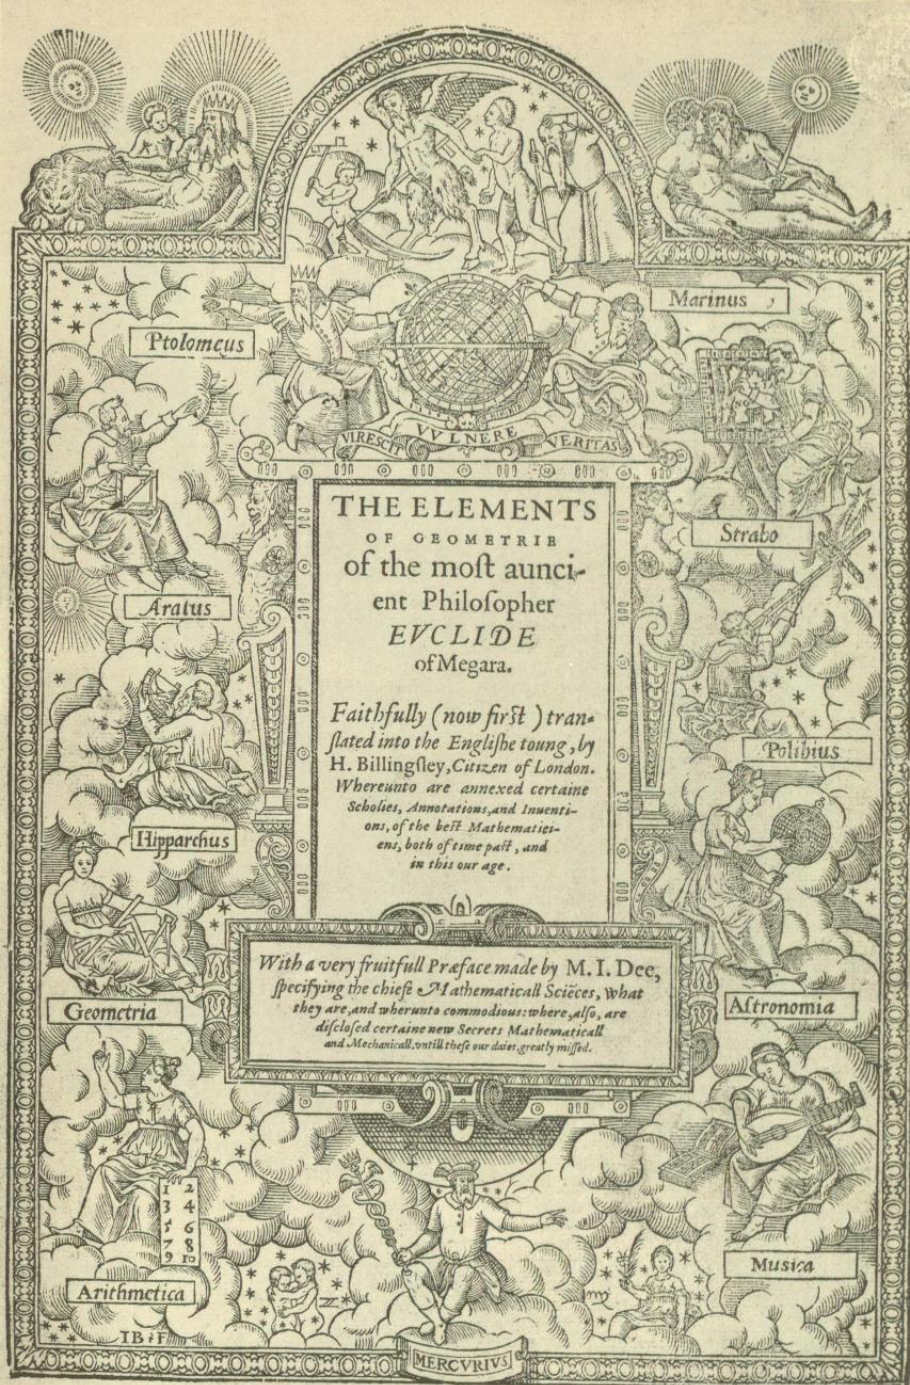 Marinus ,
Ptolomeus
VIRESCIT VVLNERE VERITAS
THE ELEMENTS
OF GEOMETRIE
of the moſt aunci-
ent Philoſopher
EVCLIDE
of Megara.
Faithfully (now firſt ) tran-
ſlated into the Engliſhe toung, by
H. Billingſley, Citizen of London.
Whereunto are annexed certaine
Scholies, Annotations, and Inuenti-
ons, of the beſt Mathematici-
ens, both of time paſt, and
in this our age.
Strabo
Aratus
Polibius
Hipparchus
With a very fruitfull Præface made by M. I. Dee,
ſpecifying the chiefe Mathematicall Sciẽces, what
they are, and wherunto commodious: where, alſo, are
diſcloſed certaine new Secrets Mathematicall
and Mechanicall, vntill theſe our daies, greatly miſſed.
Geometria
Aſtronomia
1 2
3 4
5 6
7 8
9 10
Musica
Arithmetica
IB F
MERCVRIVS